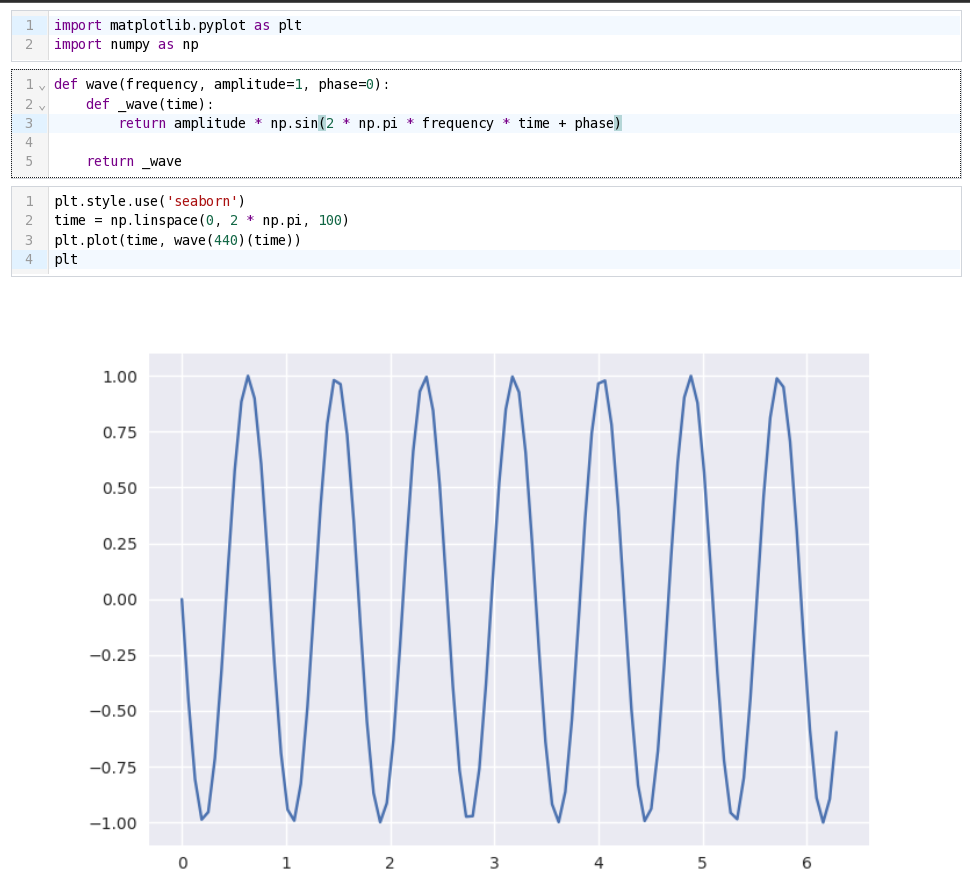 1 import matplotlib.pyplot as plt
2 import numpy as np
1 def wave(frequency, amplitude=1, phase=0):
2     def _wave(time):
3         return amplitude * np.sin(2 * np.pi * frequency * time + phase)
4
5     return _wave
1 plt.style.use('seaborn')
2 time = np.linspace(0, 2 * np.pi, 100)
3 plt.plot(time, wave(440)(time))
4 plt
1.00
0.75
0.50
0.25
0.00
−0.25
−0.50
−0.75
−1.00
0 1 2 3 4 5 6